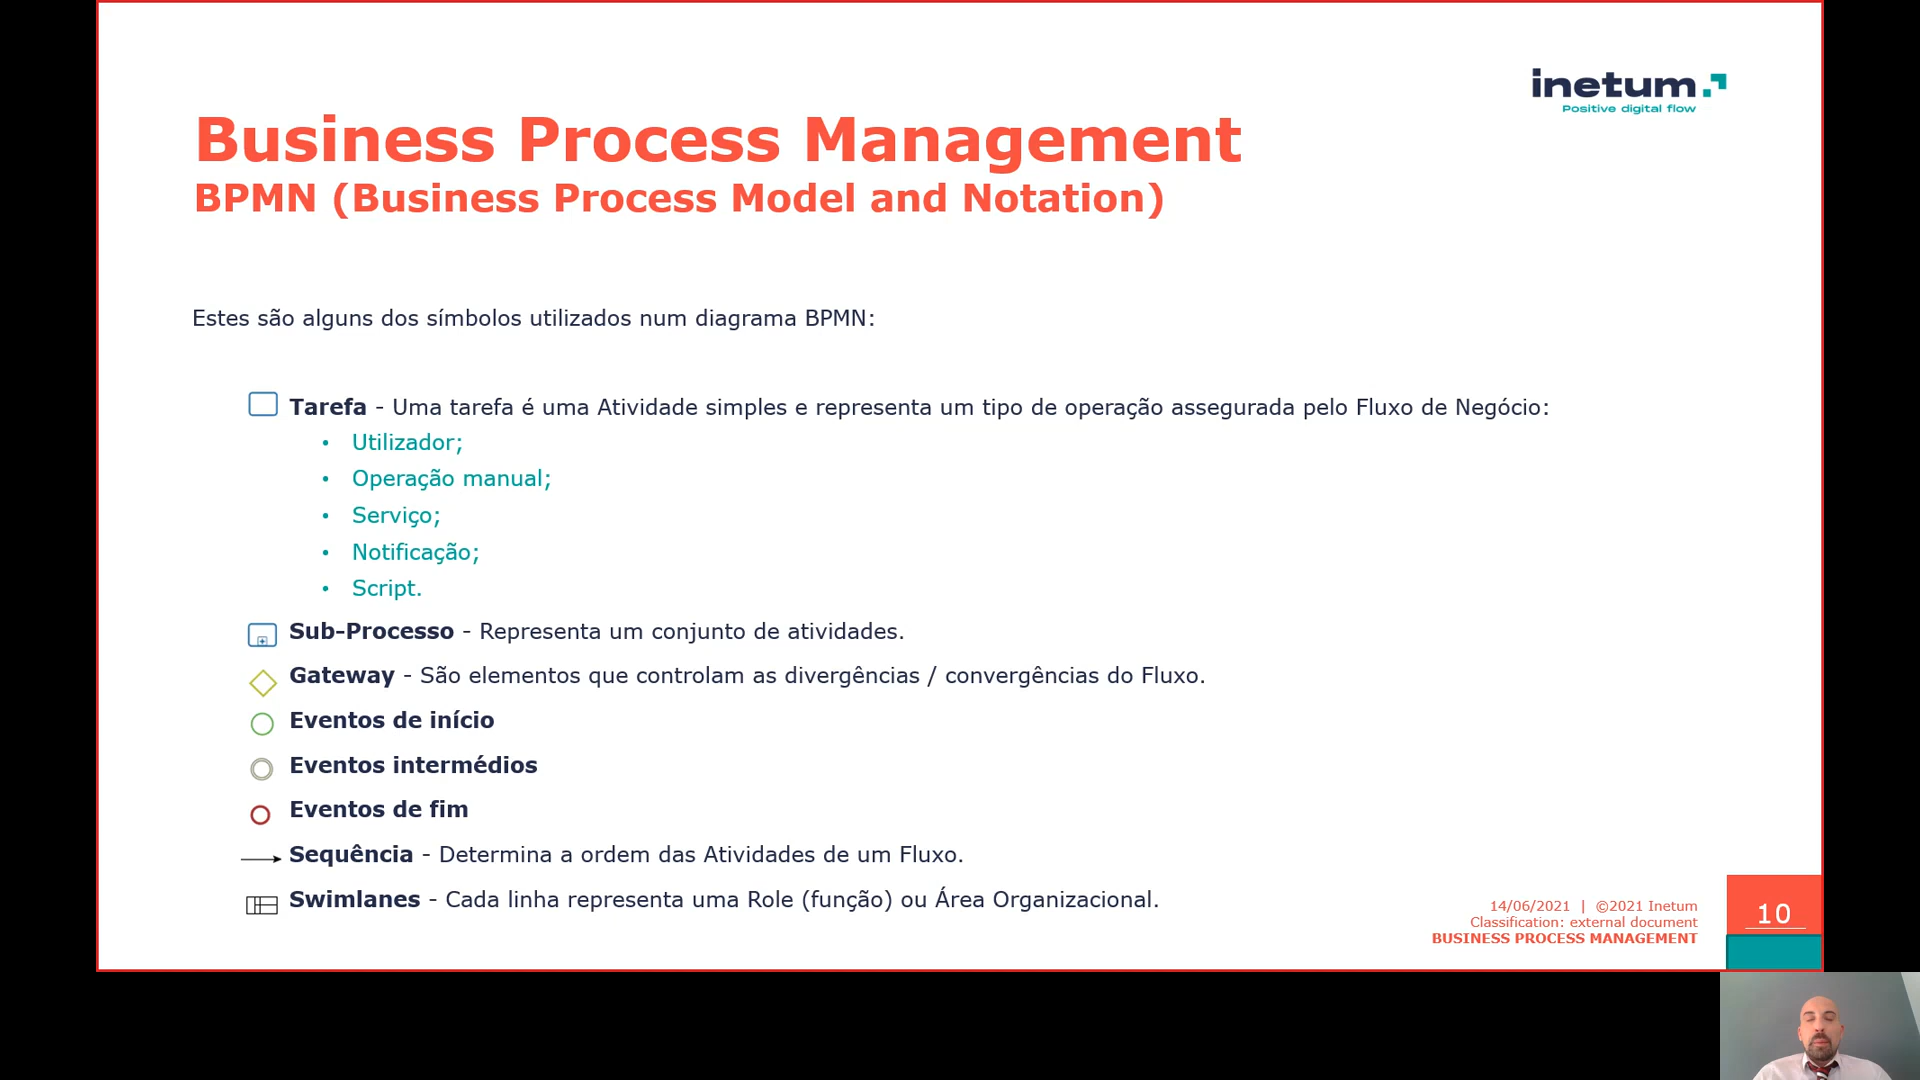 inetum.
Positive digital flow
Business Process Management
BPMN (Business Process Model and Notation)
Estes são alguns dos símbolos utilizados num diagrama BPMN:
Tarefa - Uma tarefa é uma Atividade simples e representa um tipo de operação assegurada pelo Fluxo de Negócio:
• Utilizador;
• Operação manual;
• Serviço;
• Notificação;
• Script.
Sub-Processo - Representa um conjunto de atividades.
Gateway - São elementos que controlam as divergências / convergências do Fluxo.
Eventos de início
Eventos intermédios
Eventos de fim
Sequência - Determina a ordem das Atividades de um Fluxo.
Swimlanes - Cada linha representa uma Role (função) ou Área Organizacional.
14/06/2021 | ©2021 Inetum
Classification: external document
BUSINESS PROCESS MANAGEMENT
10